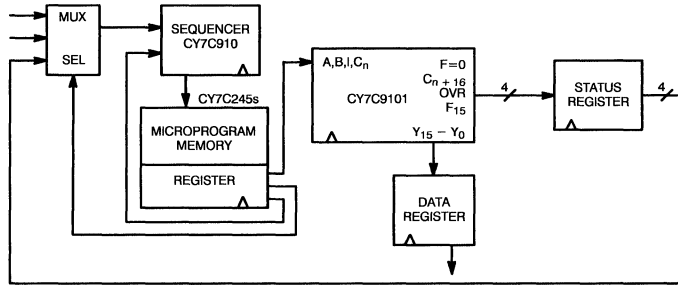 MUX
SEL
SEQUENCER
CY7C910
CY7C245s
MICROPROGRAM
MEMORY
REGISTER
A,B,I,Cn
CY7C9101
F=0
Cn + 16
OVR
F15
Y15 – Y0
4
STATUS
REGISTER
4
DATA
REGISTER